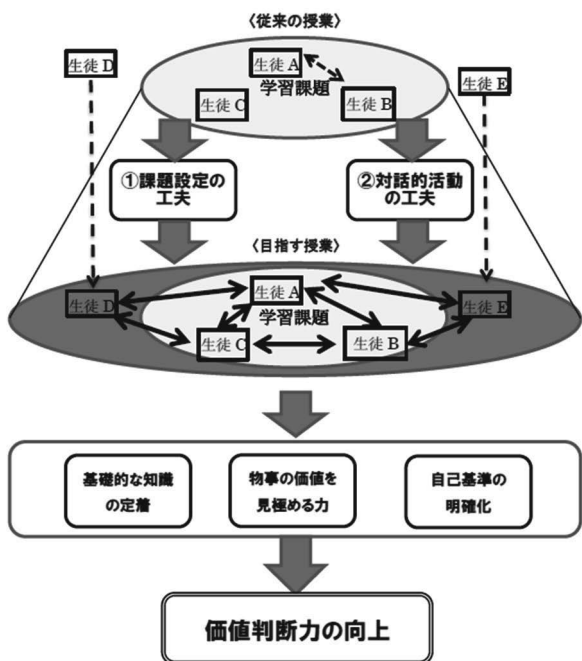 〈従来の授業〉
生徒D
生徒A
生徒E
学習課題
生徒C
生徒B
①課題設定の
工夫
②対話的活動
の工夫
〈目指す授業〉
生徒A
生徒D
生徒E
学習課題
生徒C
生徒B
基礎的な知識
の定着
物事の価値を
見極める力
自己基準の
明確化
価値判断力の向上